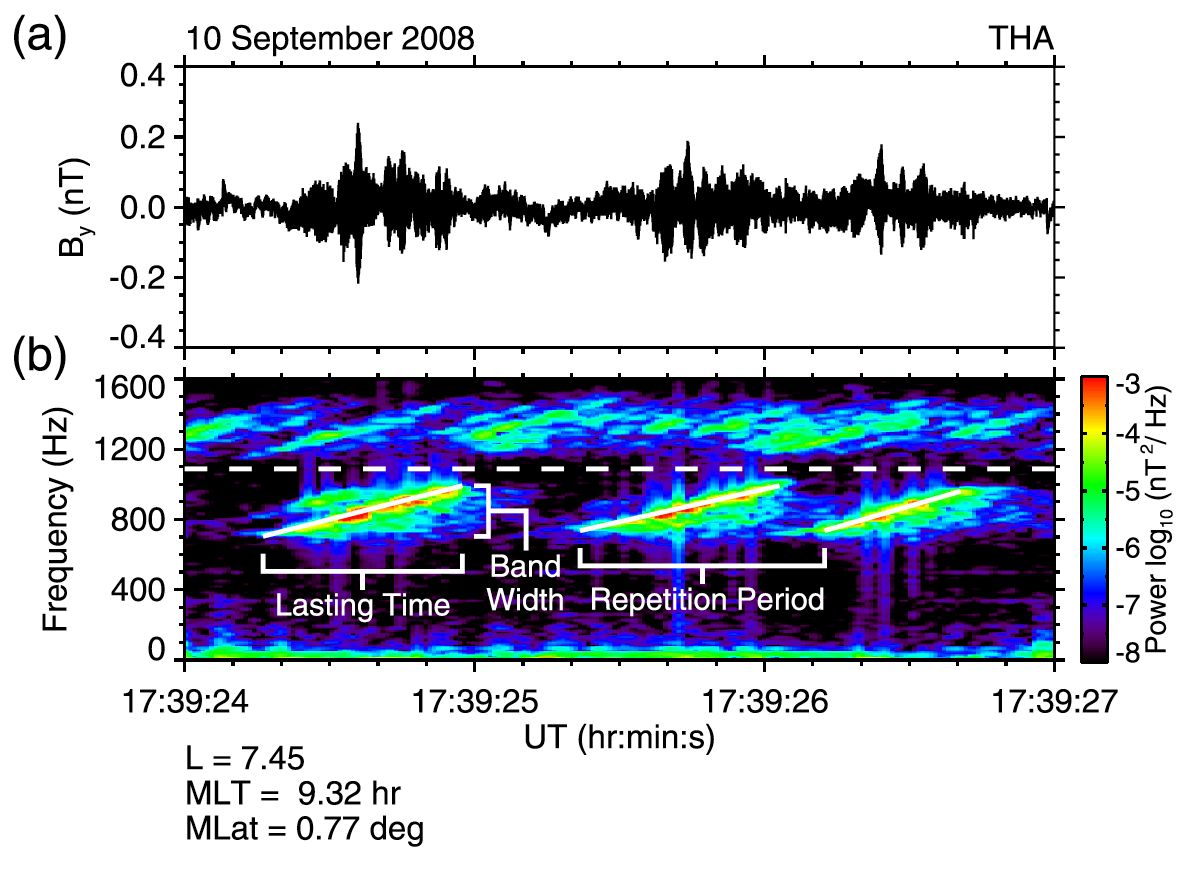 (a)
10 September 2008 THA
0.4
0.2
0.0
-0.2
-0.4
By (nT)
(b)
1600
1200
800
400
0
Frequency (Hz)
Band
Width
Lasting Time
Repetition Period
-3
-4
-5
-6
-7
-8
Power log10 (nT2/ Hz)
17:39:24 17:39:25 17:39:26 17:39:27
UT (hr:min:s)
L = 7.45
MLT = 9.32 hr
MLat = 0.77 deg